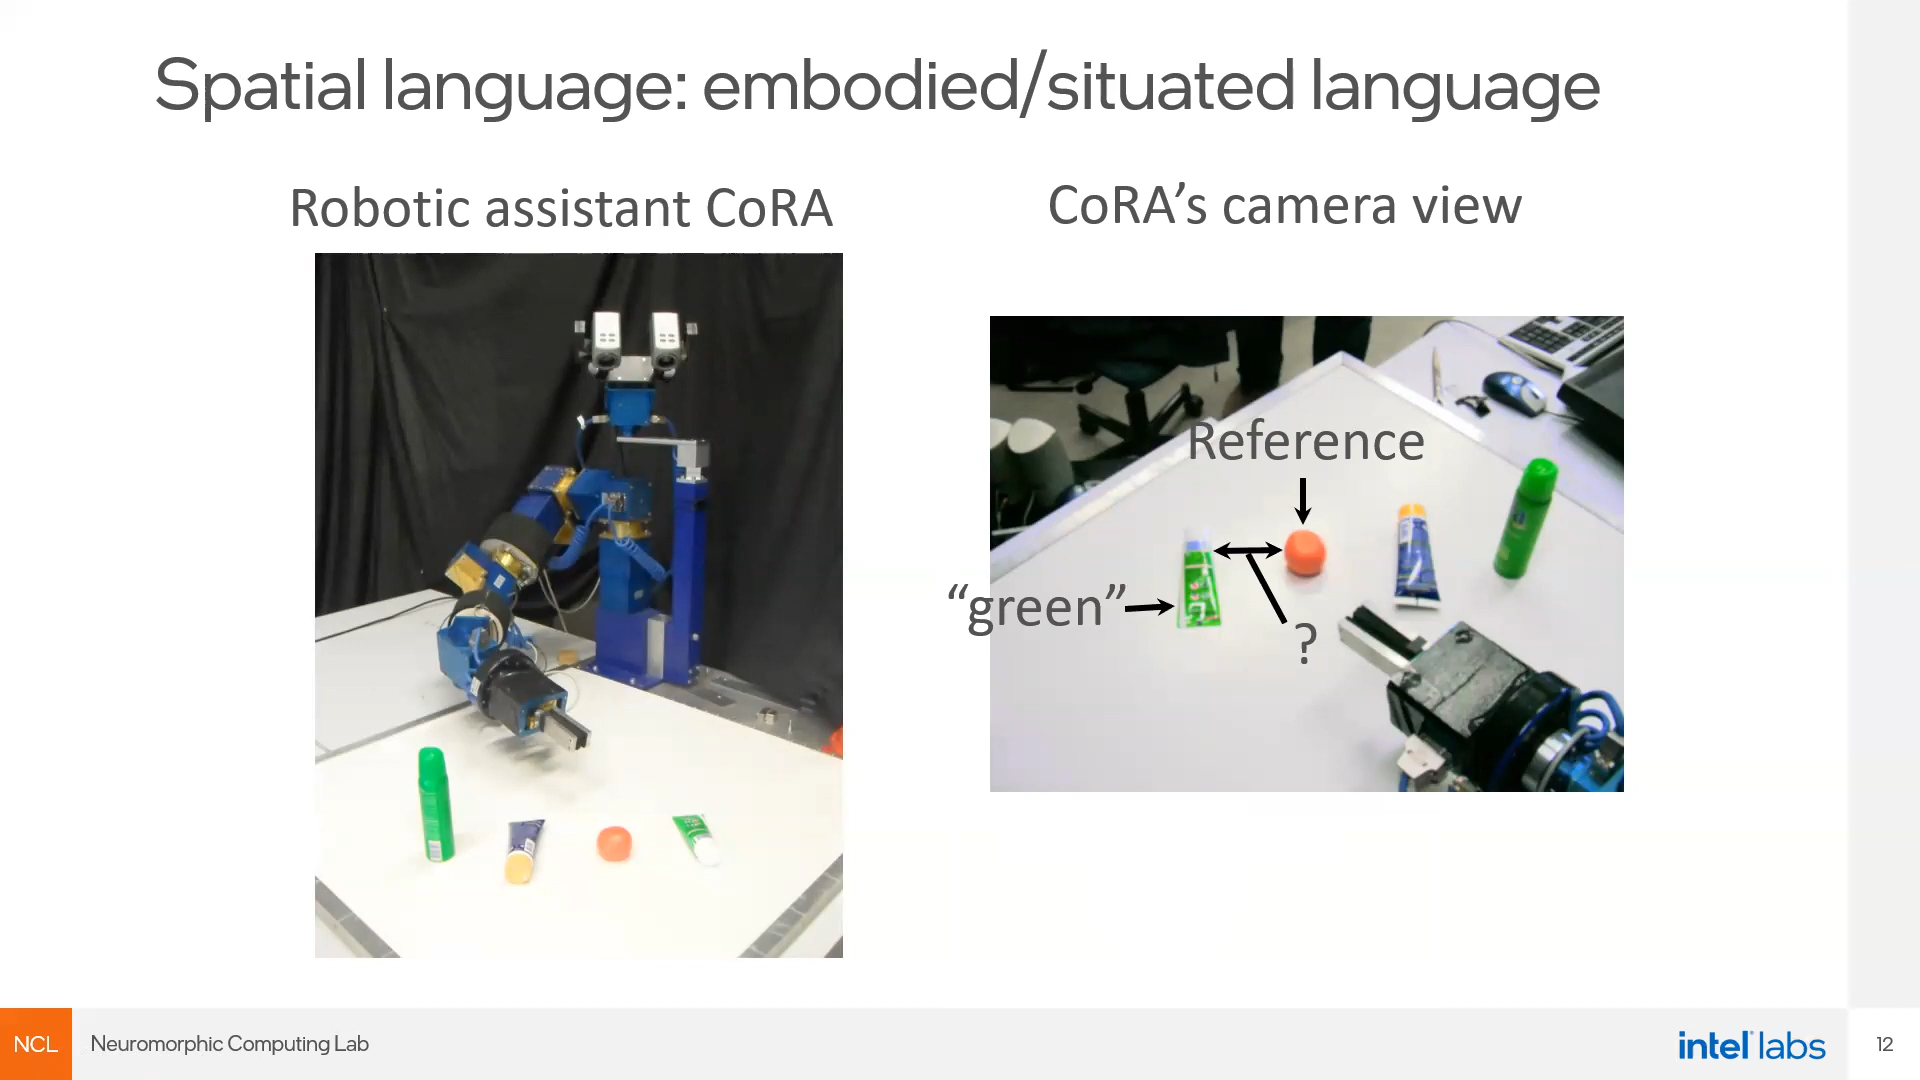 Spatial language: embodied/situated language
Robotic assistant CoRA
CoRA’s camera view
Reference
“green”
?
NCL
Neuromorphic Computing Lab
intel labs
12